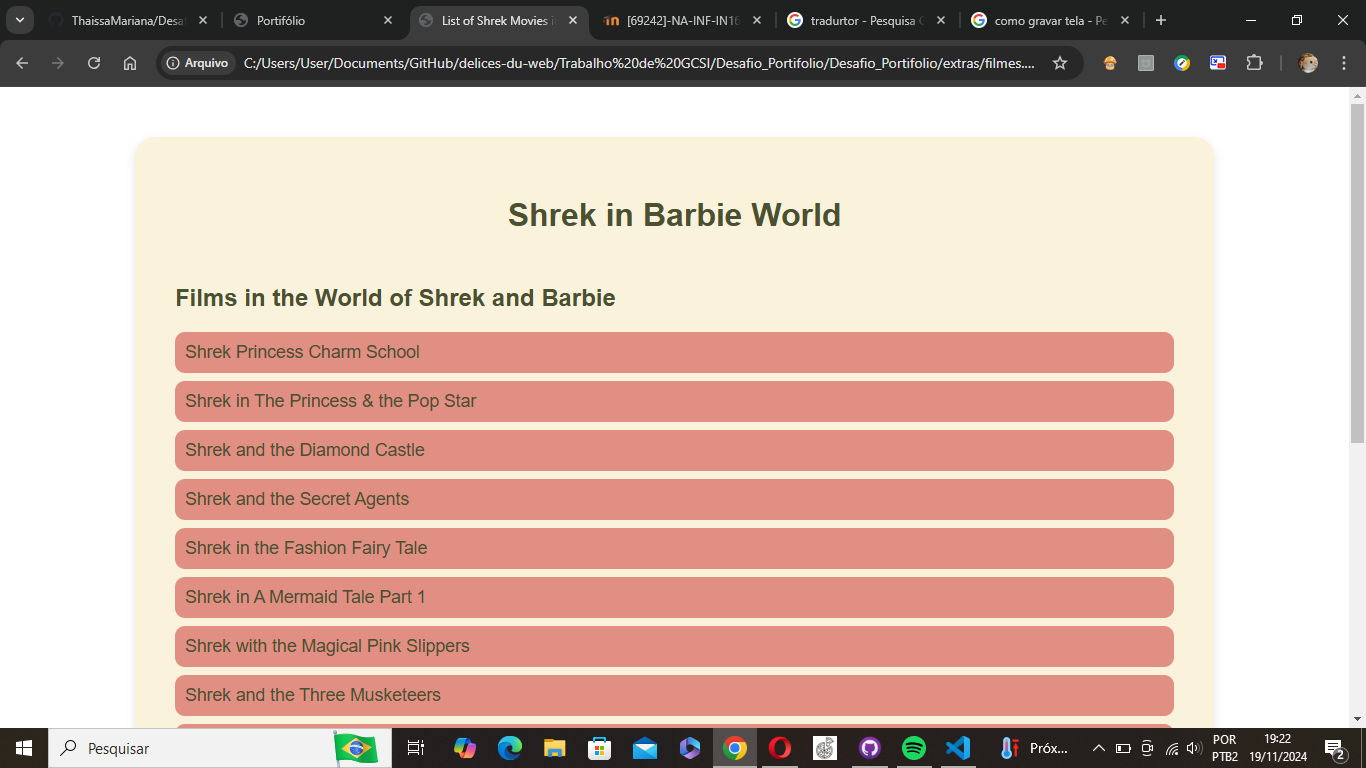 ThaissaMariana/Desa
Portifólio
List of Shrek Movies i
[69242]-NA-INF-IN16
tradurtor - Pesquisa G
como gravar tela - Pe
Arquivo
C:/Users/User/Documents/GitHub/delices-du-web/Trabalho%20de%20GCSI/Desafio_Portifolio/Desafio_Portifolio/extras/filmes....
Shrek in Barbie World
Films in the World of Shrek and Barbie
Shrek Princess Charm School
Shrek in The Princess & the Pop Star
Shrek and the Diamond Castle
Shrek and the Secret Agents
Shrek in the Fashion Fairy Tale
Shrek in A Mermaid Tale Part 1
Shrek with the Magical Pink Slippers
Shrek and the Three Musketeers
Pesquisar
Próx...
POR
PTB2
19:22
19/11/2024
2